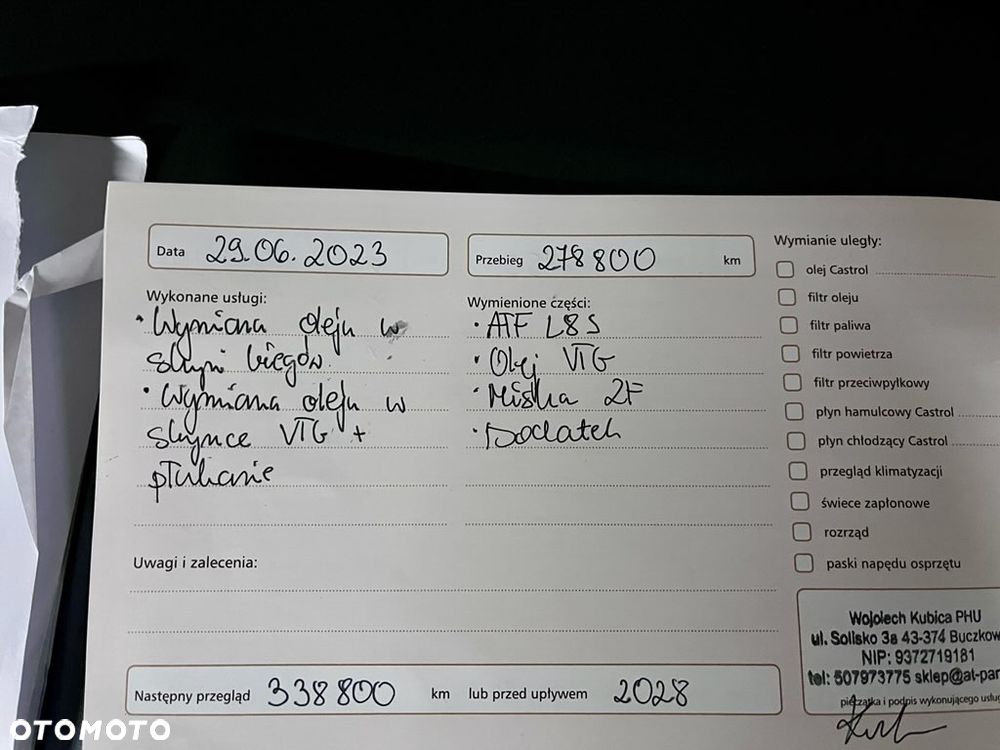 Data 29.06.2023
Przebieg 278800 km
Wykonane usługi:
• Wymiana oleju w
skrzyni biegów
• Wymiana oleju w
skrzynce VTG +
płukanie
Wymienione części:
• ATF L8S
• Olej VTG
• Miska ZF
• Dodatek
Uwagi i zalecenia:
Następny przegląd 338800 km lub przed upływem 2028
Wymianie uległy:
olej Castrol
filtr oleju
filtr paliwa
filtr powietrza
filtr przeciwpyłkowy
płyn hamulcowy Castrol
płyn chłodzący Castrol
przegląd klimatyzacji
świece zapłonowe
rozrząd
paski napędu osprzętu
Wojciech Kubica PHU
ul. Solisko 3a 43-374 Buczkow
NIP: 9372719181
tel: 507973775 sklep@at-par
pieczątka i podpis wykonującego usług
OTOMOTO